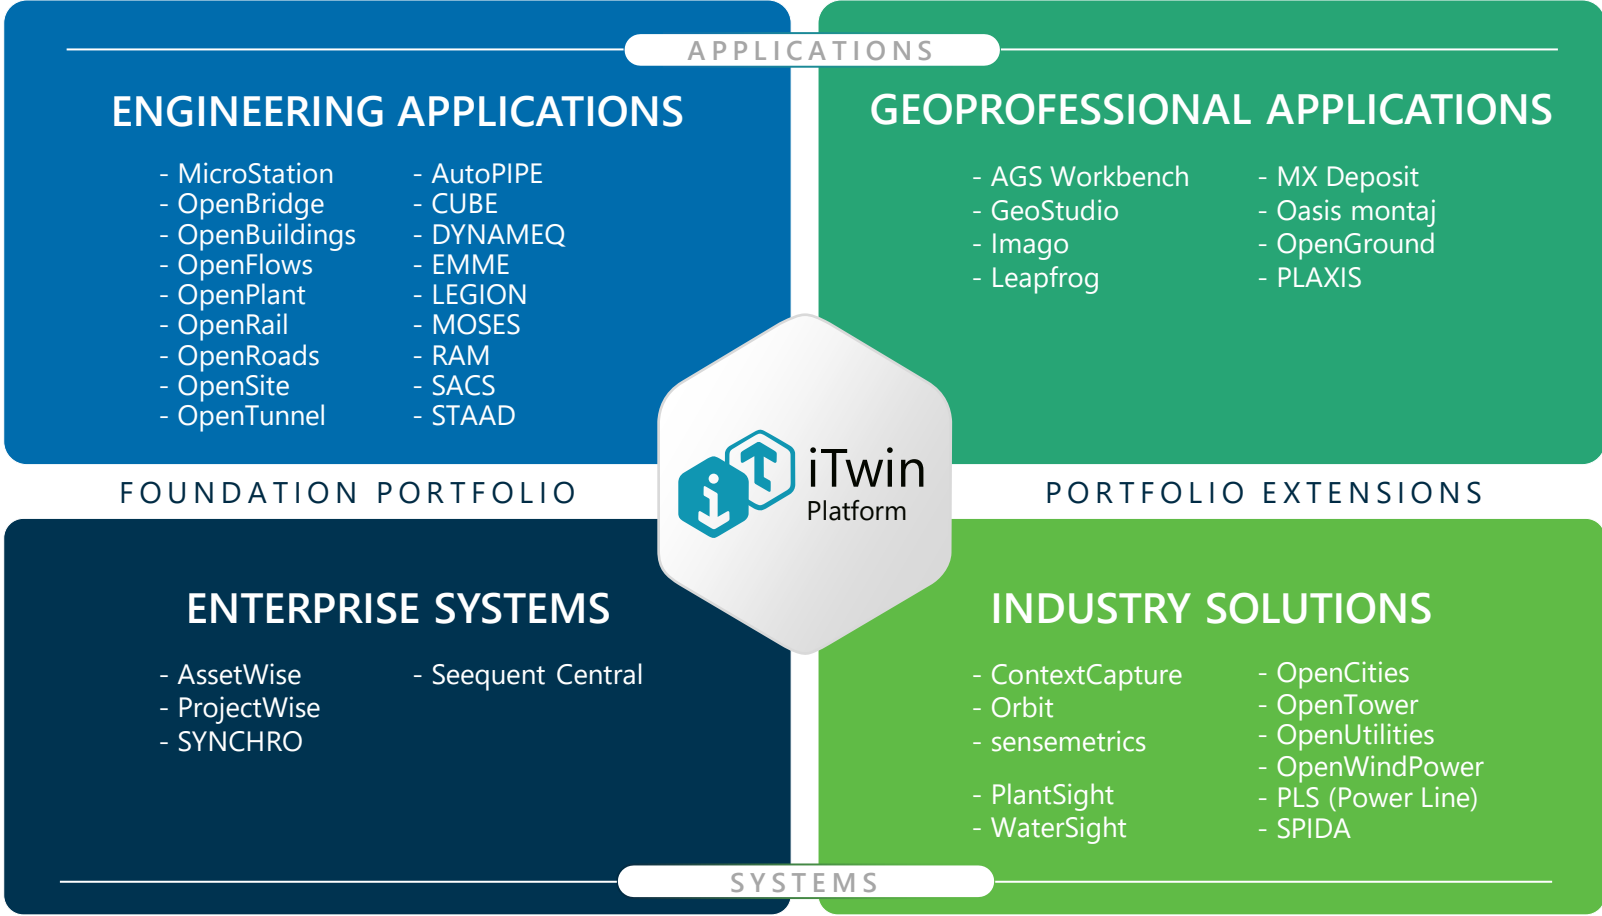 APPLICATIONS
ENGINEERING APPLICATIONS
- MicroStation
- OpenBridge
- OpenBuildings
- OpenFlows
- OpenPlant
- OpenRail
- OpenRoads
- OpenSite
- OpenTunnel
- AutoPIPE
- CUBE
- DYNAMEQ
- EMME
- LEGION
- MOSES
- RAM
- SACS
- STAAD
GEOPROFESSIONAL APPLICATIONS
- AGS Workbench
- GeoStudio
- Imago
- Leapfrog
- MX Deposit
- Oasis montaj
- OpenGround
- PLAXIS
FOUNDATION PORTFOLIO
iTwin
Platform
PORTFOLIO EXTENSIONS
ENTERPRISE SYSTEMS
- AssetWise
- ProjectWise
- SYNCHRO
- Seequent Central
INDUSTRY SOLUTIONS
- ContextCapture
- Orbit
- sensemetrics
- PlantSight
- WaterSight
- OpenCities
- OpenTower
- OpenUtilities
- OpenWindPower
- PLS (Power Line)
- SPIDA
SYSTEMS